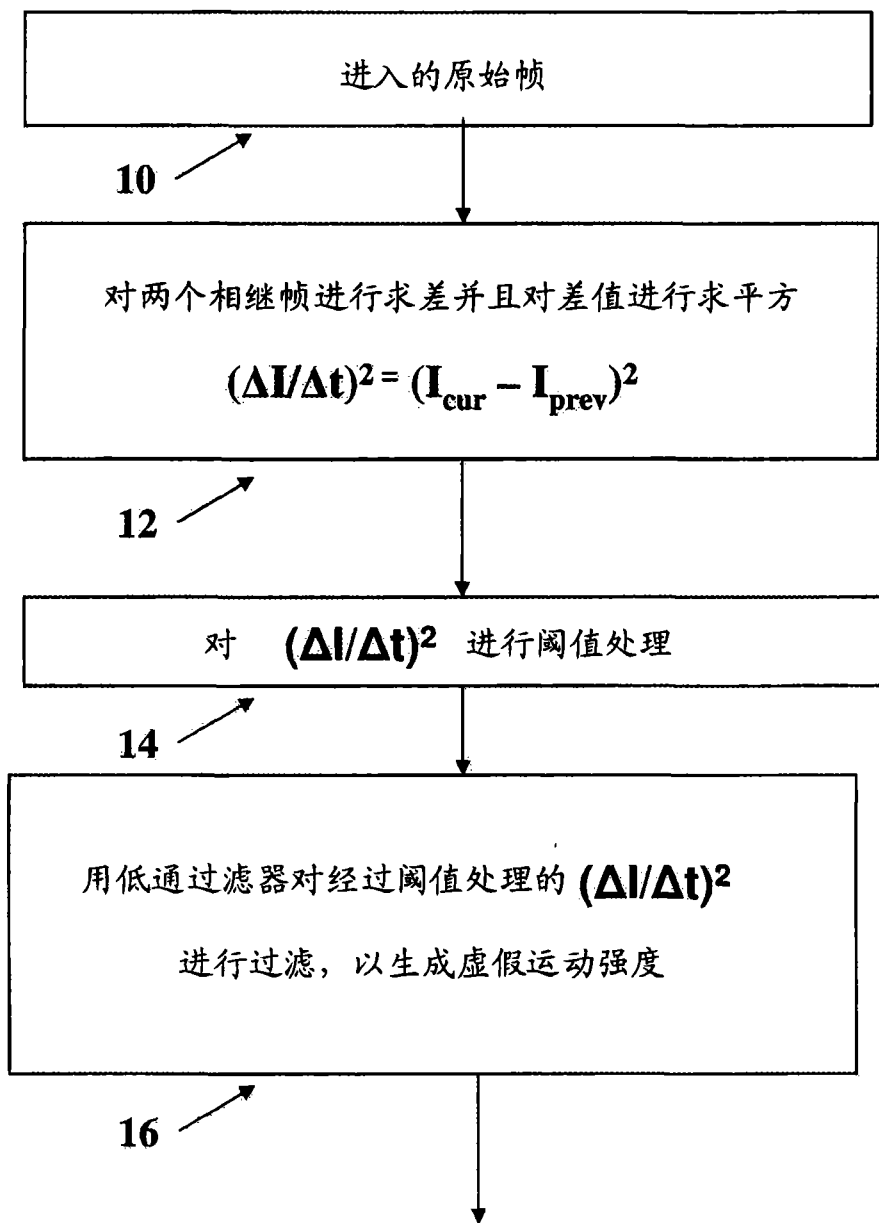 进入的原始帧
10
对两个相继帧进行求差并且对差值进行求平方
(ΔI/Δt)² = (I_cur − I_prev)²
12
对 (ΔI/Δt)² 进行阈值处理
14
用低通过滤器对经过阈值处理的 (ΔI/Δt)²
进行过滤，以生成虚假运动强度
16